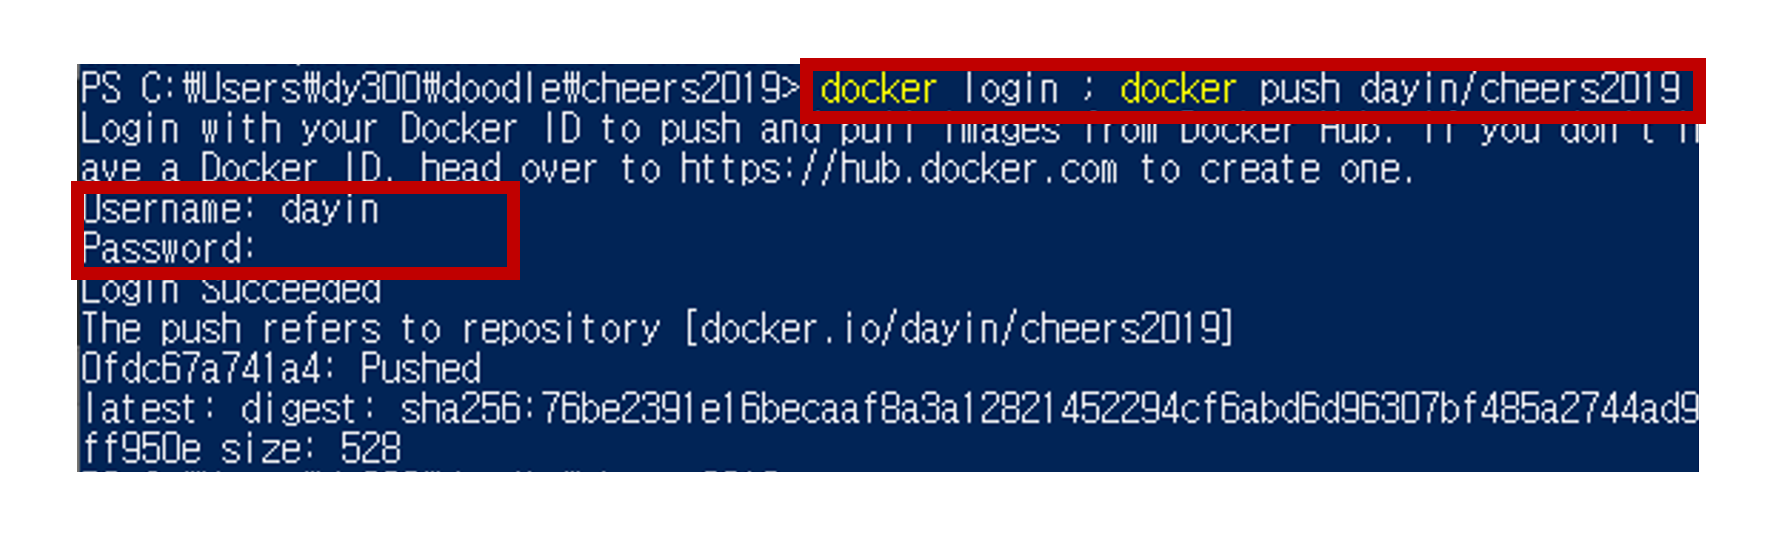 PS C:₩Users₩dy300₩doodle₩cheers2019> docker login ; docker push dayin/cheers2019
Login with your Docker ID to push and pull images from Docker Hub. If you don't h
ave a Docker ID, head over to https://hub.docker.com to create one.
Username: dayin
Password:
Login Succeeded
The push refers to repository [docker.io/dayin/cheers2019]
0fdc67a741a4: Pushed
latest: digest: sha256:76be2391e16becaaf8a3a12821452294cf6abd6d96307bf485a2744ad9
ff950e size: 528